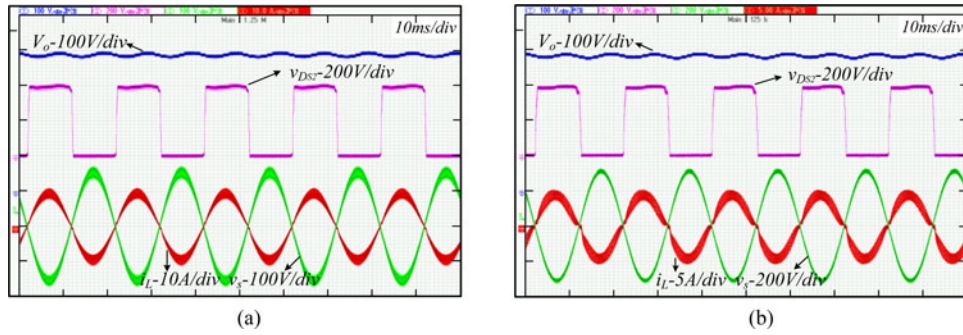 10ms/div
Vo-100V/div
vDS2-200V/div
iL-10A/div vs-100V/div
(a)
10ms/div
Vo-100V/div
vDS2-200V/div
iL-5A/div vs-200V/div
(b)